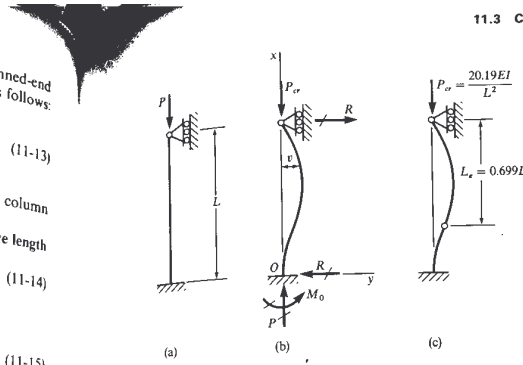 11.3 C
nned-end
s follows:
(11-13)
column
e length
(11-14)
(11-15)
P
L
(a)
x
P_cr
R
v
O
R
y
M_0
P
(b)
P_cr = 20.19EI / L^2
L_e = 0.699L
(c)